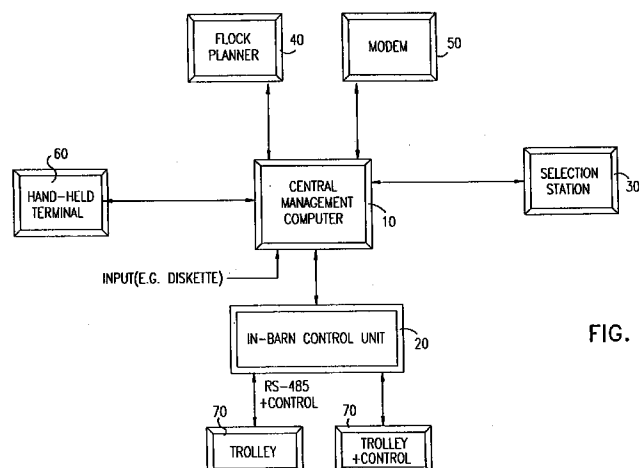 FLOCK
PLANNER
40
MODEM
50
60
HAND-HELD
TERMINAL
CENTRAL
MANAGEMENT
COMPUTER
10
SELECTION
STATION
30
INPUT(E.G. DISKETTE)
IN-BARN CONTROL UNIT
20
FIG.
RS-485
+CONTROL
70
TROLLEY
70
TROLLEY
+CONTROL